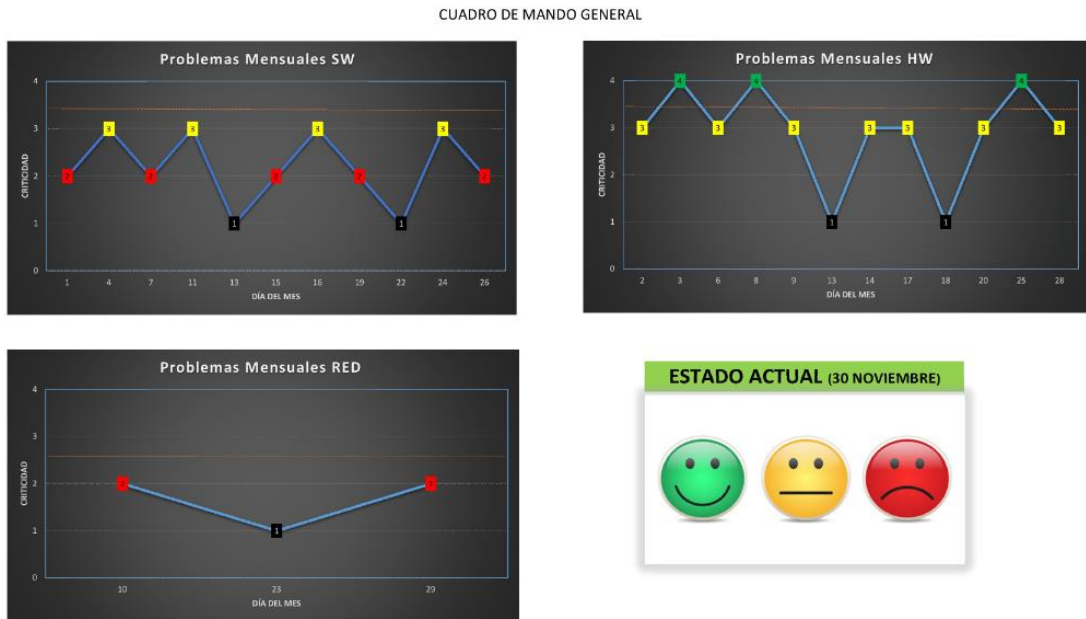 CUADRO DE MANDO GENERAL
Problemas Mensuales SW
4
3
2
1
0
CRITICIDAD
2
3
2
3
1
2
3
2
1
3
2
1 4 7 11 13 15 16 19 22 24 26
DÍA DEL MES
Problemas Mensuales HW
4
3
2
1
0
CRITICIDAD
3
4
3
4
3
1
3
3
1
3
4
3
2 3 6 8 9 13 14 17 18 20 25 28
DÍA DEL MES
Problemas Mensuales RED
4
3
2
1
0
CRITICIDAD
2
1
2
10 23 29
DÍA DEL MES
ESTADO ACTUAL (30 NOVIEMBRE)